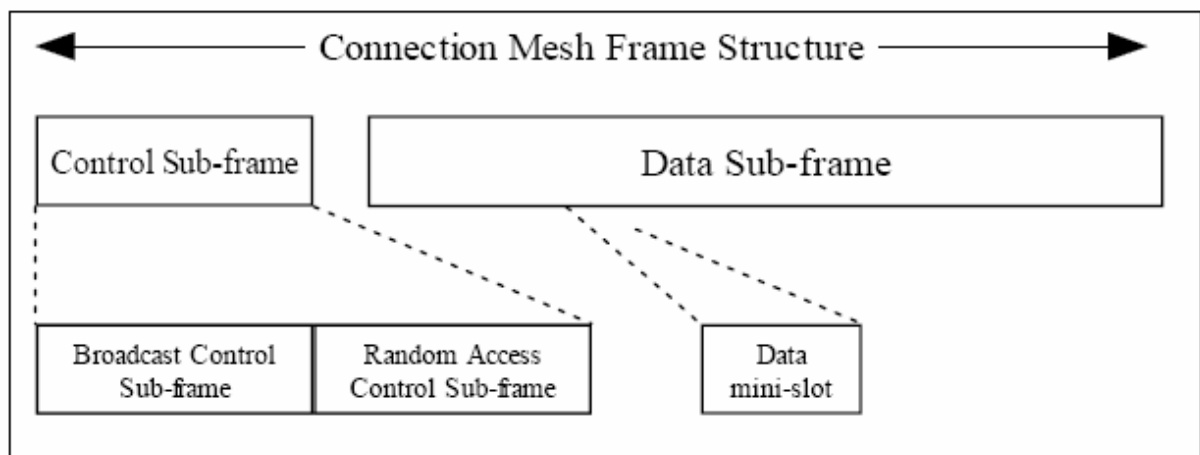 Connection Mesh Frame Structure
Control Sub-frame
Data Sub-frame
Broadcast Control
Sub-frame
Random Access
Control Sub-frame
Data
mini-slot